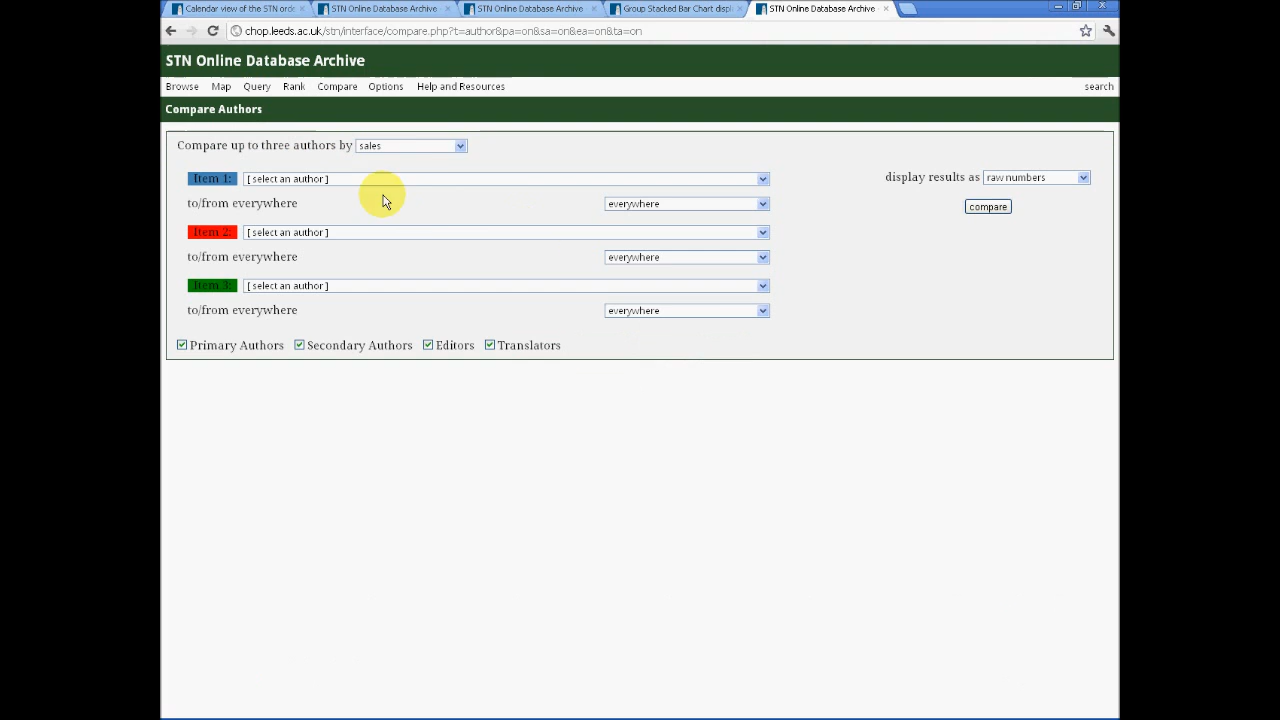 Calendar view of the STN orde
STN Online Database Archive
STN Online Database Archive
Group Stacked Bar Chart displ
STN Online Database Archive
chop.leeds.ac.uk/stn/interface/compare.php?t=author&pa=on&sa=on&ea=on&ta=on
STN Online Database Archive
Browse Map Query Rank Compare Options Help and Resources search
Compare Authors
Compare up to three authors by sales
Item 1: [ select an author ] display results as raw numbers
to/from everywhere everywhere compare
Item 2: [ select an author ]
to/from everywhere everywhere
Item 3: [ select an author ]
to/from everywhere everywhere
Primary Authors Secondary Authors Editors Translators